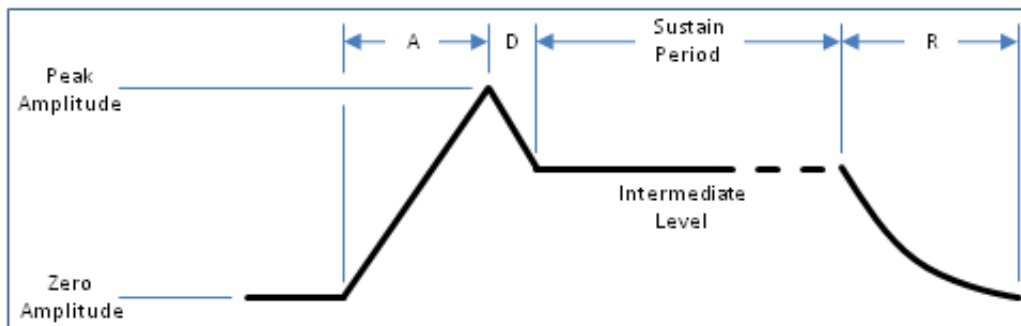 A
D
Sustain
Period
R
Peak
Amplitude
Intermediate
Level
Zero
Amplitude